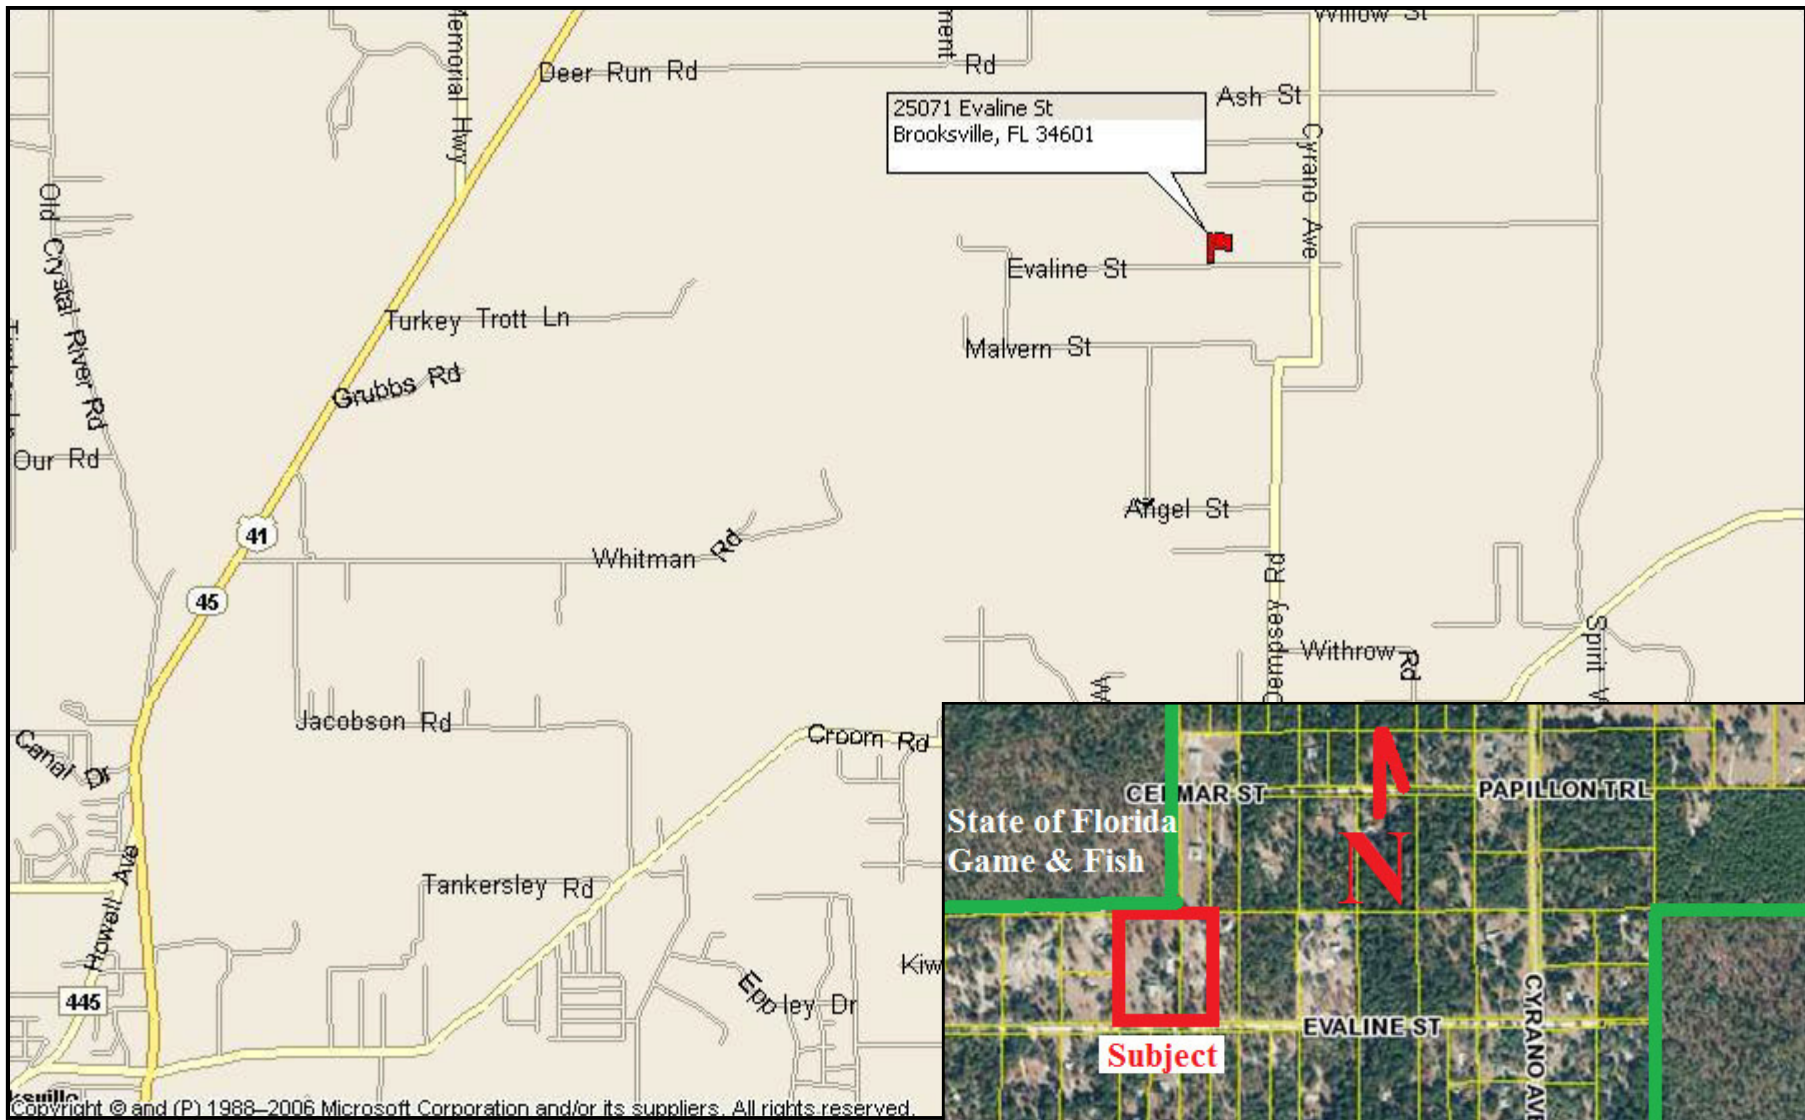 Memorial Hwy
ment
Willow St
Deer Run Rd
Rd
25071 Evaline St
Brooksville, FL 34601
Ash St
Cyrano Ave
Old Crystal River Rd
Evaline St
Turkey Trott Ln
Malvern St
Grubbs Rd
Our Rd
41
Angel St
Whitman Rd
45
Dempsey Rd
Withrow Rd
Spirit
Jacobson Rd
Croom Rd
Canal Dr
CEDMAR ST
PAPILLON TRL
State of Florida
Game & Fish
N
Howell Ave
Tankersley Rd
Kiw
Eppley Dr
445
EVALINE ST
CYRANO AVE
Subject
ksville
Copyright © and (P) 1988–2006 Microsoft Corporation and/or its suppliers. All rights reserved.